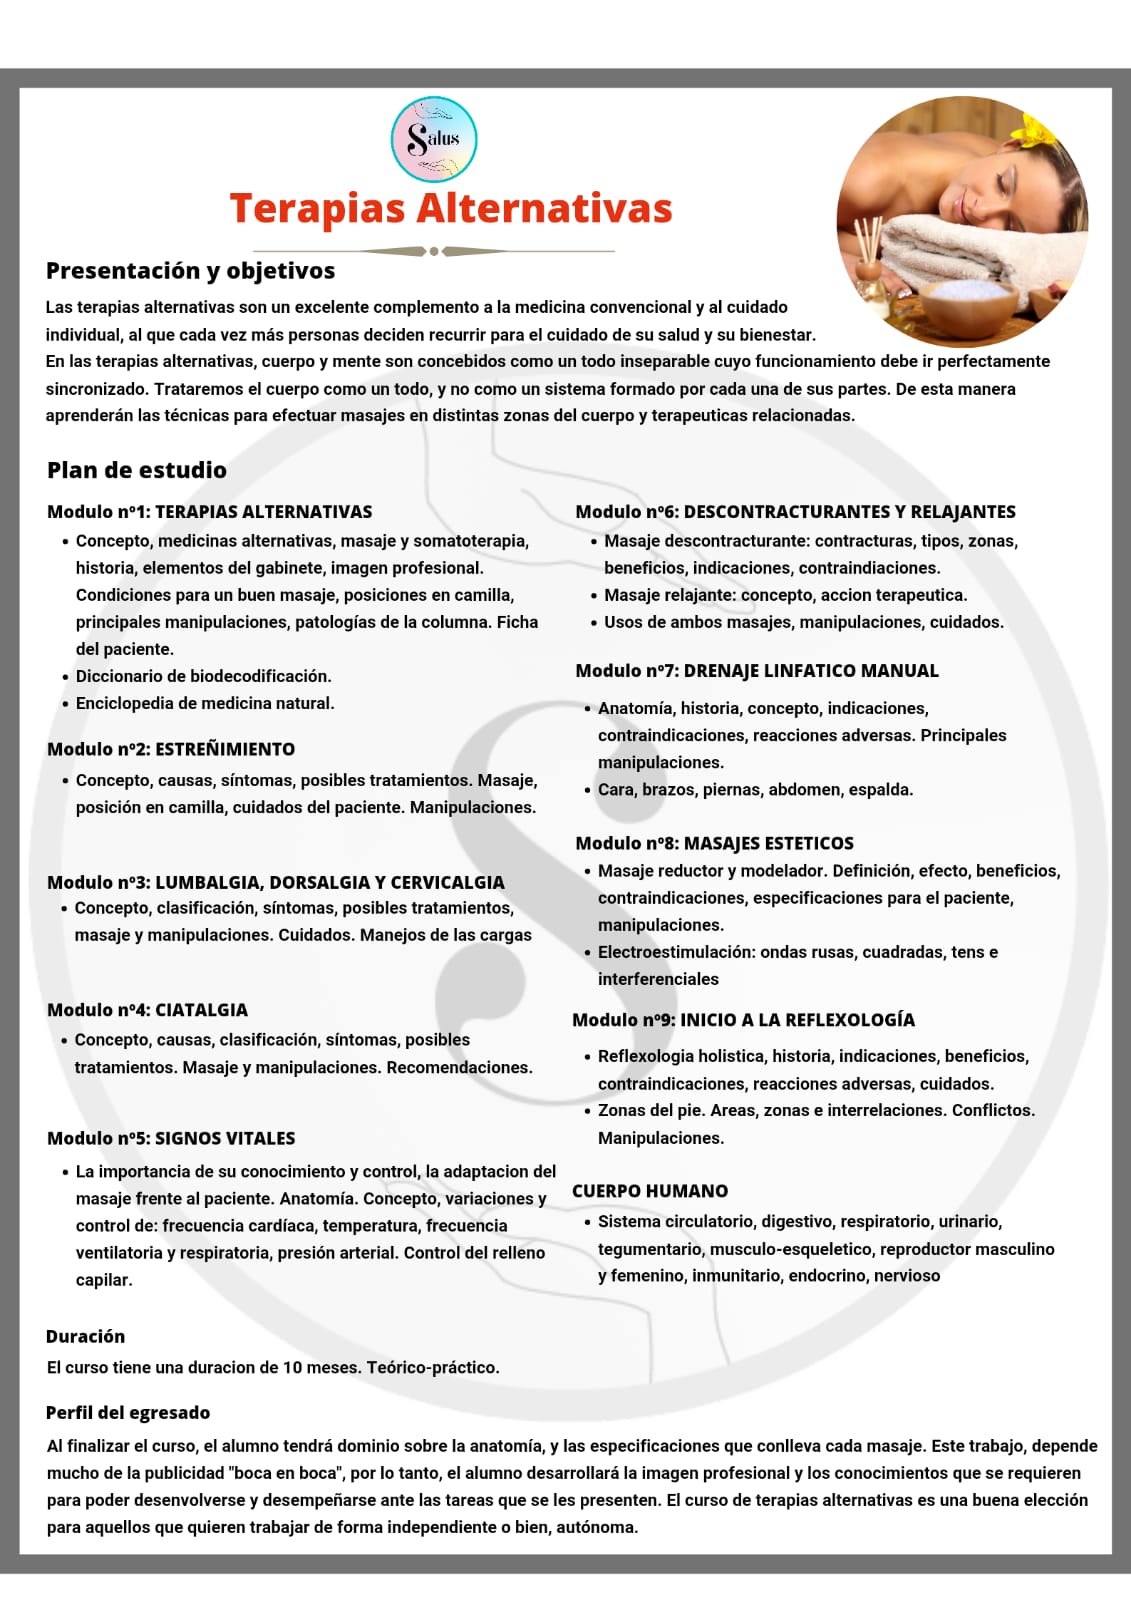 Salus
Terapias Alternativas
Presentación y objetivos
Las terapias alternativas son un excelente complemento a la medicina convencional y al cuidado
individual, al que cada vez más personas deciden recurrir para el cuidado de su salud y su bienestar.
En las terapias alternativas, cuerpo y mente son concebidos como un todo inseparable cuyo funcionamiento debe ir perfectamente
sincronizado. Trataremos el cuerpo como un todo, y no como un sistema formado por cada una de sus partes. De esta manera
aprenderán las técnicas para efectuar masajes en distintas zonas del cuerpo y terapeuticas relacionadas.
Plan de estudio
Modulo nº1: TERAPIAS ALTERNATIVAS
• Concepto, medicinas alternativas, masaje y somatoterapia,
historia, elementos del gabinete, imagen profesional.
Condiciones para un buen masaje, posiciones en camilla,
principales manipulaciones, patologías de la columna. Ficha
del paciente.
• Diccionario de biodecodificación.
• Enciclopedia de medicina natural.
Modulo nº2: ESTREÑIMIENTO
• Concepto, causas, síntomas, posibles tratamientos. Masaje,
posición en camilla, cuidados del paciente. Manipulaciones.
Modulo nº3: LUMBALGIA, DORSALGIA Y CERVICALGIA
• Concepto, clasificación, síntomas, posibles tratamientos,
masaje y manipulaciones. Cuidados. Manejos de las cargas
Modulo nº4: CIATALGIA
• Concepto, causas, clasificación, síntomas, posibles
tratamientos. Masaje y manipulaciones. Recomendaciones.
Modulo nº5: SIGNOS VITALES
• La importancia de su conocimiento y control, la adaptacion del
masaje frente al paciente. Anatomía. Concepto, variaciones y
control de: frecuencia cardíaca, temperatura, frecuencia
ventilatoria y respiratoria, presión arterial. Control del relleno
capilar.
Modulo nº6: DESCONTRACTURANTES Y RELAJANTES
• Masaje descontracturante: contracturas, tipos, zonas,
beneficios, indicaciones, contraindiaciones.
• Masaje relajante: concepto, accion terapeutica.
• Usos de ambos masajes, manipulaciones, cuidados.
Modulo nº7: DRENAJE LINFATICO MANUAL
• Anatomía, historia, concepto, indicaciones,
contraindicaciones, reacciones adversas. Principales
manipulaciones.
• Cara, brazos, piernas, abdomen, espalda.
Modulo nº8: MASAJES ESTETICOS
• Masaje reductor y modelador. Definición, efecto, beneficios,
contraindicaciones, especificaciones para el paciente,
manipulaciones.
• Electroestimulación: ondas rusas, cuadradas, tens e
interferenciales
Modulo nº9: INICIO A LA REFLEXOLOGÍA
• Reflexologia holistica, historia, indicaciones, beneficios,
contraindicaciones, reacciones adversas, cuidados.
• Zonas del pie. Areas, zonas e interrelaciones. Conflictos.
Manipulaciones.
CUERPO HUMANO
• Sistema circulatorio, digestivo, respiratorio, urinario,
tegumentario, musculo-esqueletico, reproductor masculino
y femenino, inmunitario, endocrino, nervioso
Duración
El curso tiene una duracion de 10 meses. Teórico-práctico.
Perfil del egresado
Al finalizar el curso, el alumno tendrá dominio sobre la anatomía, y las especificaciones que conlleva cada masaje. Este trabajo, depende
mucho de la publicidad "boca en boca", por lo tanto, el alumno desarrollará la imagen profesional y los conocimientos que se requieren
para poder desenvolverse y desempeñarse ante las tareas que se les presenten. El curso de terapias alternativas es una buena elección
para aquellos que quieren trabajar de forma independiente o bien, autónoma.